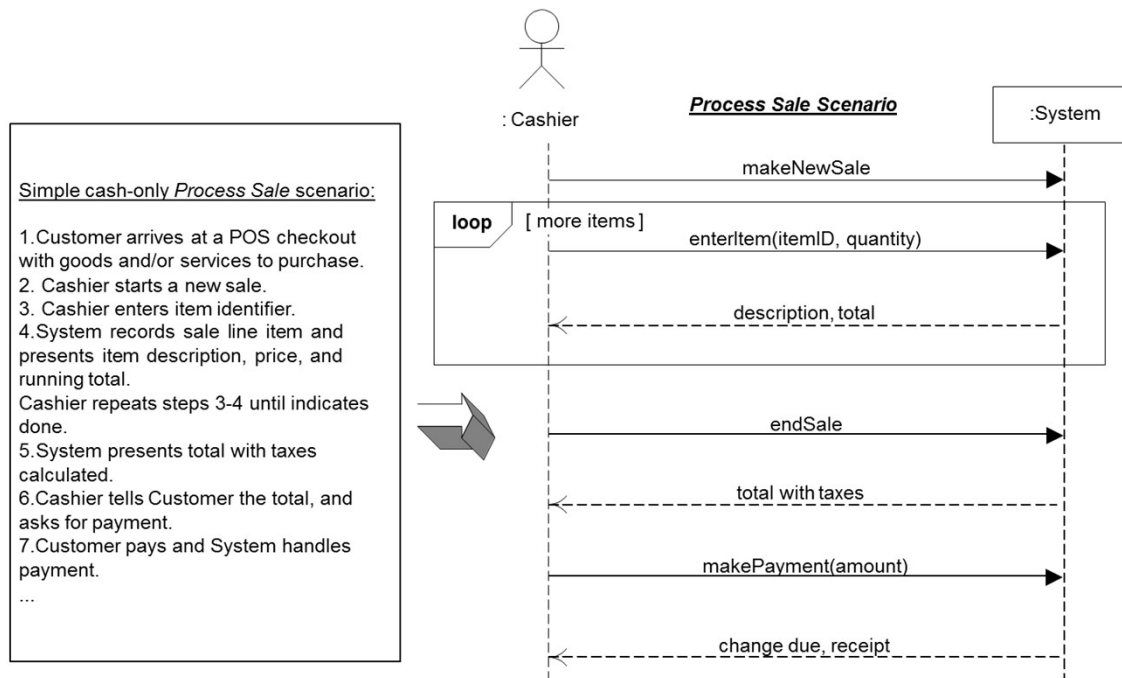 : Cashier
Process Sale Scenario
:System
Simple cash-only Process Sale scenario:
1.Customer arrives at a POS checkout
with goods and/or services to purchase.
2. Cashier starts a new sale.
3. Cashier enters item identifier.
4.System records sale line item and
presents item description, price, and
running total.
Cashier repeats steps 3-4 until indicates
done.
5.System presents total with taxes
calculated.
6.Cashier tells Customer the total, and
asks for payment.
7.Customer pays and System handles
payment.
...
makeNewSale
loop
[ more items ]
enterItem(itemID, quantity)
description, total
endSale
total with taxes
makePayment(amount)
change due, receipt